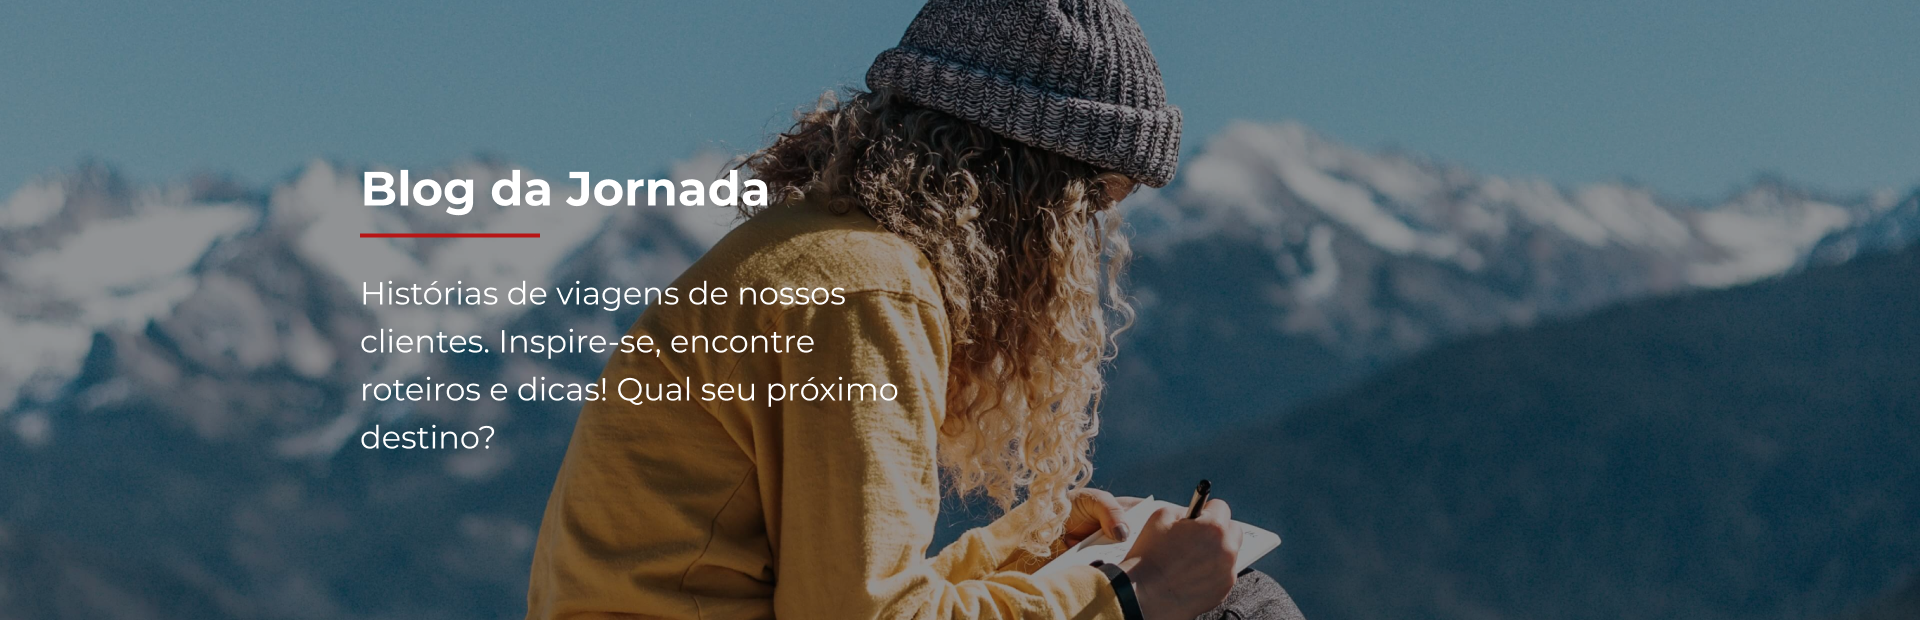 Blog da Jornada
Histórias de viagens de nossos
clientes. Inspire-se, encontre
roteiros e dicas! Qual seu próximo
destino?